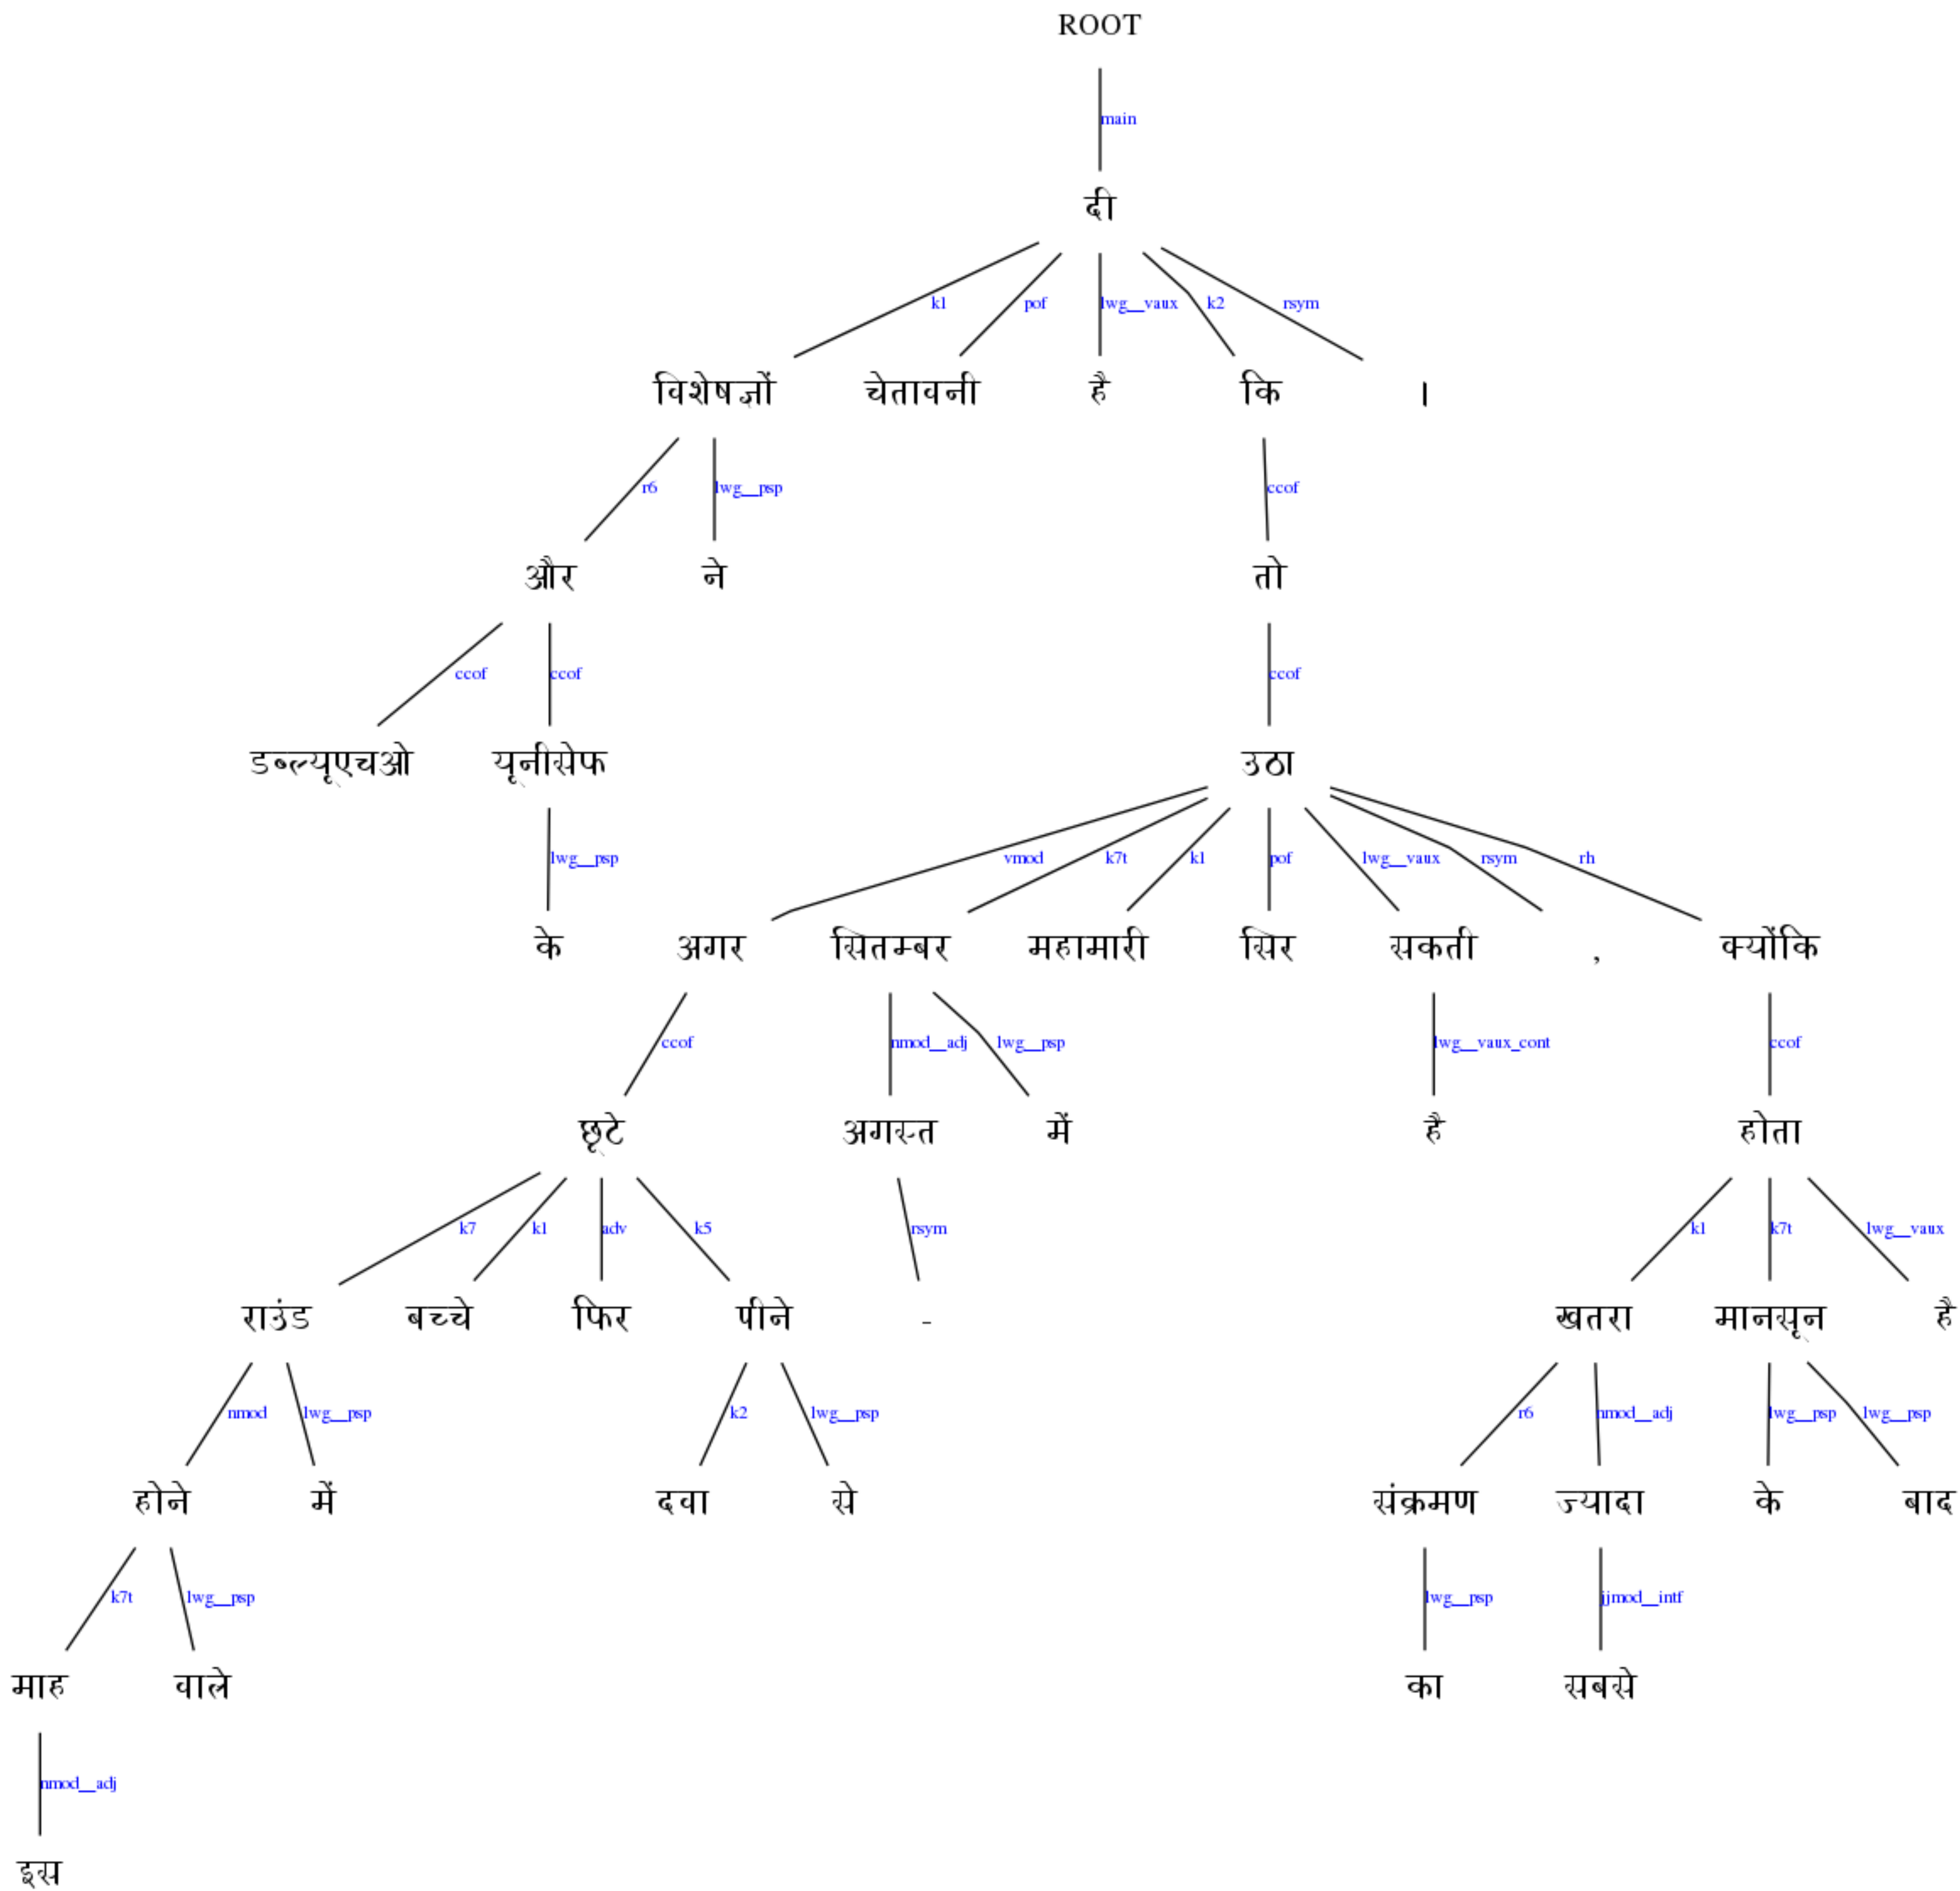 ROOT
main
दी
k1 pof lwg__vaux k2 rsym
विशेषज्ञों चेतावनी है कि ।
r6 lwg__psp ccof
और ने तो
ccof ccof ccof
डब्ल्यूएचओ यूनीसेफ उठा
lwg__psp vmod k7t k1 pof lwg__vaux rsym rh
के अगर सितम्बर महामारी सिर सकती , क्योंकि
ccof nmod__adj lwg__psp lwg__vaux_cont ccof
छूटे अगस्त में है होता
k7 k1 adv k5 rsym k1 k7t lwg__vaux
राउंड बच्चे फिर पीने - खतरा मानसून है
nmod lwg__psp k2 lwg__psp r6 nmod__adj lwg__psp lwg__psp
होने में दवा से संक्रमण ज्यादा के बाद
k7t lwg__psp lwg__psp jjmod__intf
माह वाले का सबसे
nmod__adj
इस